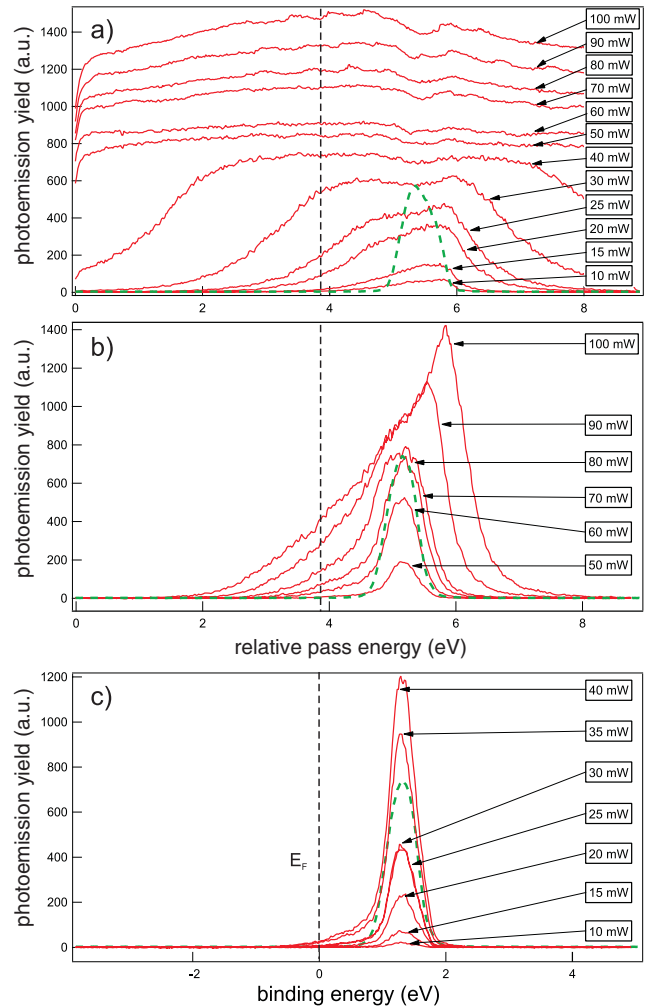 a)
photoemission yield (a.u.)
1400
1200
1000
800
600
400
200
0
0
2
4
6
8
100 mW
90 mW
80 mW
70 mW
60 mW
50 mW
40 mW
30 mW
25 mW
20 mW
15 mW
10 mW
b)
photoemission yield (a.u.)
1400
1200
1000
800
600
400
200
0
0
2
4
6
8
100 mW
90 mW
80 mW
70 mW
60 mW
50 mW
relative pass energy (eV)
c)
photoemission yield (a.u.)
1200
1000
800
600
400
200
0
-2
0
2
4
E_F
40 mW
35 mW
30 mW
25 mW
20 mW
15 mW
10 mW
binding energy (eV)